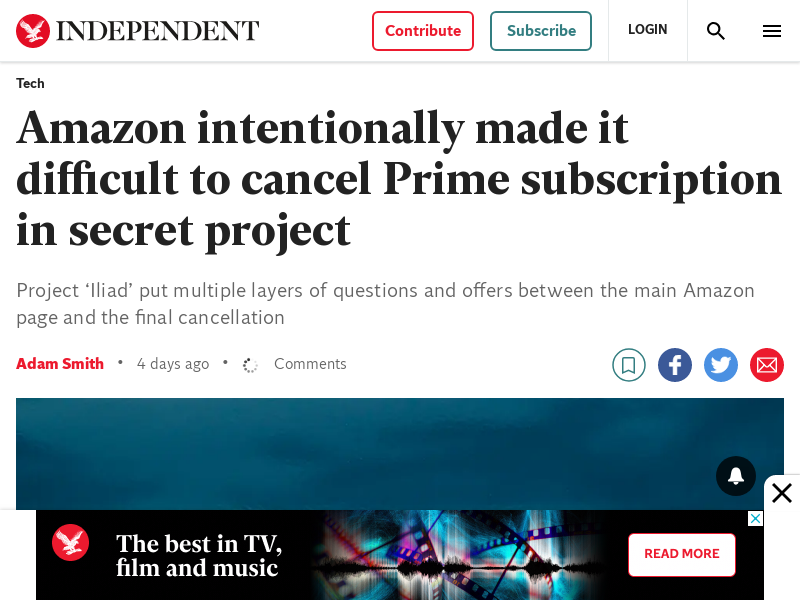 INDEPENDENT
Contribute
Subscribe
LOGIN
Tech
Amazon intentionally made it
difficult to cancel Prime subscription
in secret project
Project ‘Iliad’ put multiple layers of questions and offers between the main Amazon
page and the final cancellation
Adam Smith • 4 days ago • Comments
The best in TV,
film and music
READ MORE